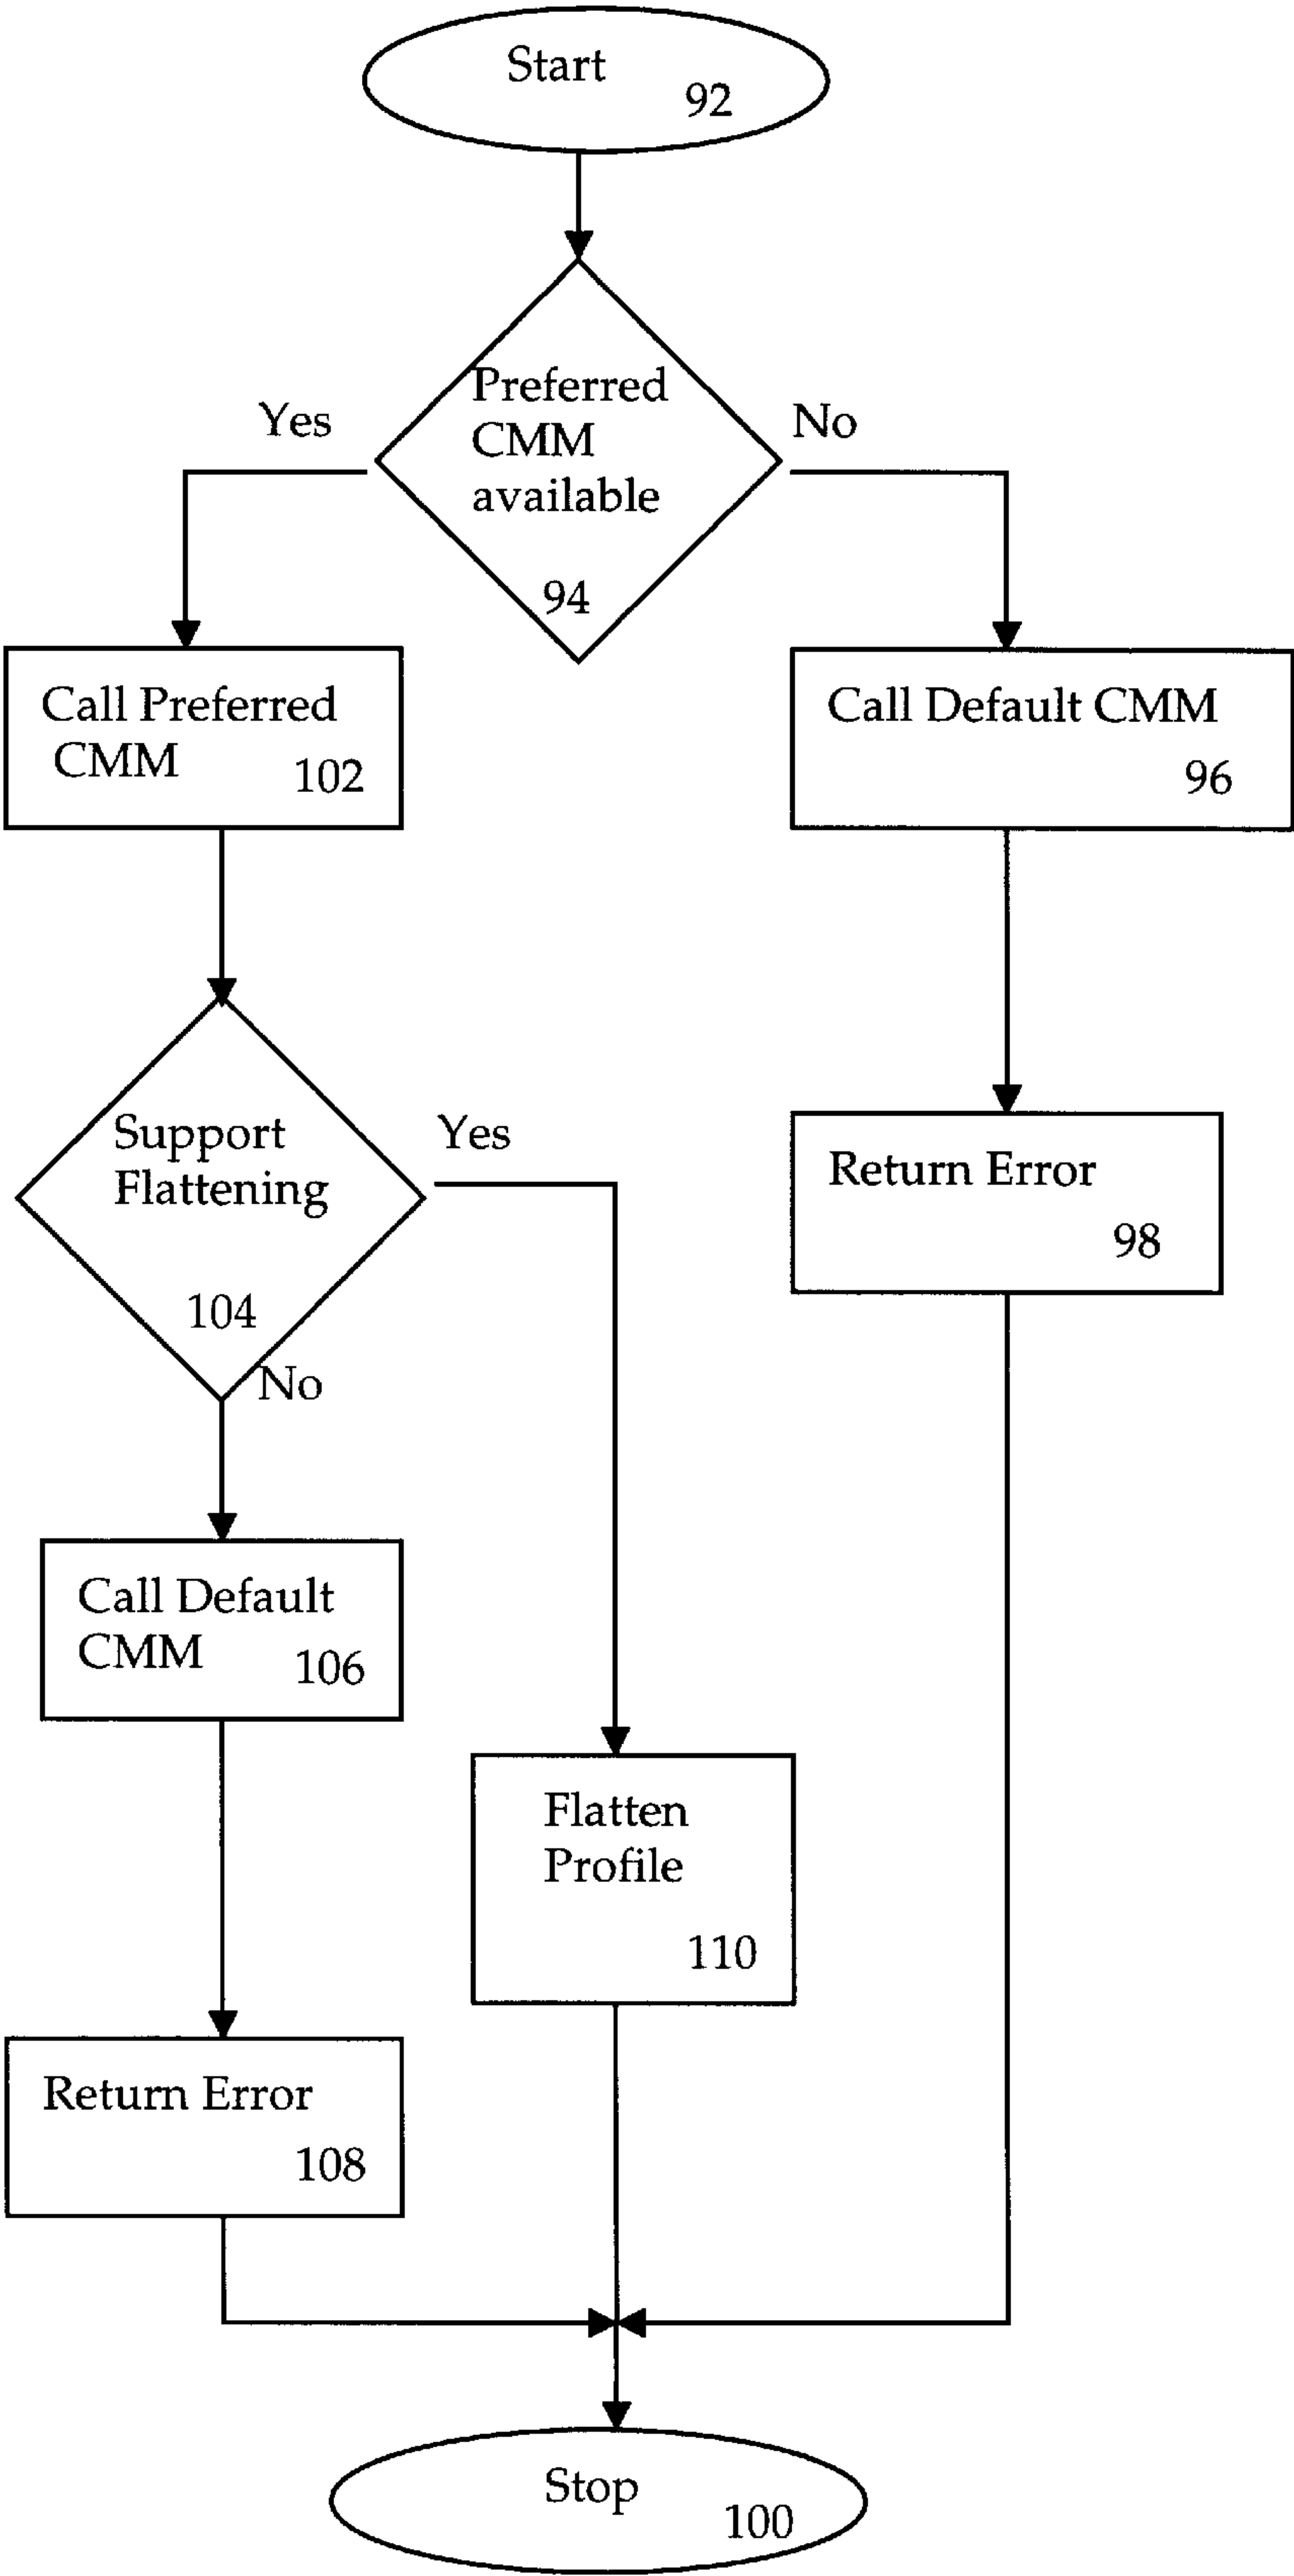 Start
92
Preferred
CMM
available
94
Yes
No
Call Preferred
CMM
102
Call Default CMM
96
Support
Flattening
104
Yes
No
Return Error
98
Call Default
CMM
106
Flatten
Profile
110
Return Error
108
Stop
100